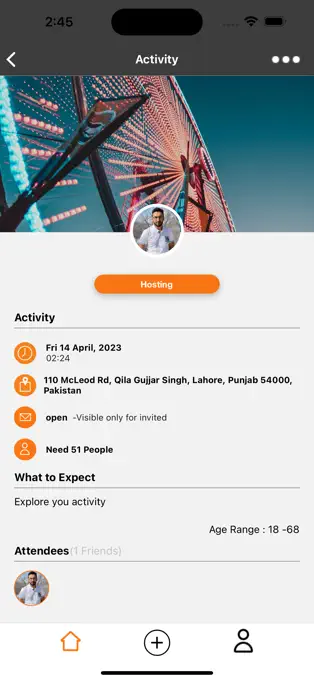 2:45
Activity
Hosting
Activity
Fri 14 April, 2023
02:24
110 McLeod Rd, Qila Gujjar Singh, Lahore, Punjab 54000,
Pakistan
open -Visible only for invited
Need 51 People
What to Expect
Explore you activity
Age Range : 18 -68
Attendees(1 Friends)